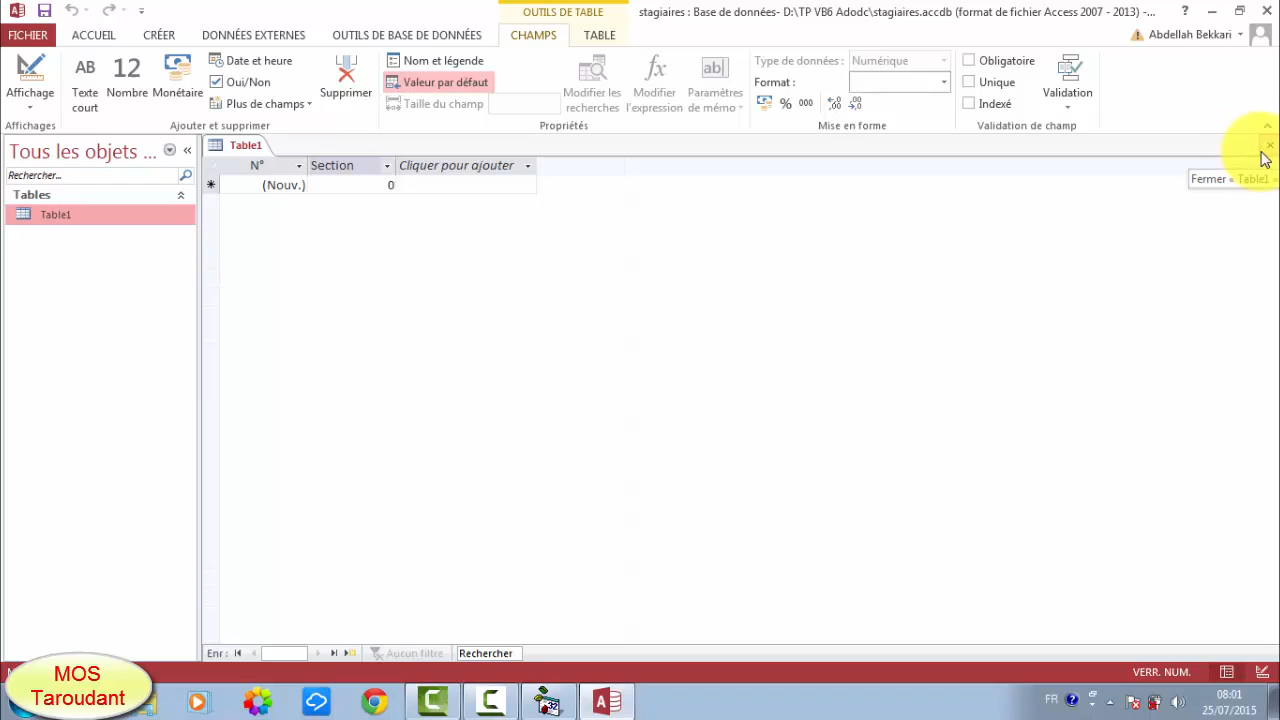 OUTILS DE TABLE
stagiaires : Base de données- D:\TP VB6 Adodc\stagiaires.accdb (format de fichier Access 2007 - 2013) -...
?
FICHIER
ACCUEIL
CRÉER
DONNÉES EXTERNES
OUTILS DE BASE DE DONNÉES
CHAMPS
TABLE
Abdellah Bekkari
Affichage
Affichages
AB
Texte
court
12
Nombre
Monétaire
Date et heure
Oui/Non
Plus de champs
Supprimer
Ajouter et supprimer
Nom et légende
Valeur par défaut
Taille du champ
Modifier les
recherches
fx
Modifier
l'expression
ab|
Paramètres
de mémo
Propriétés
Type de données :
Numérique
Format :
% 000
Mise en forme
Obligatoire
Unique
Indexé
Validation
Validation de champ
Tous les objets ...
Rechercher...
Tables
Table1
Table1
N°
Section
Cliquer pour ajouter
(Nouv.)
0
Fermer « Table1 »
Enr :
Aucun filtre
Rechercher
VERR. NUM.
MOS
Taroudant
32
FR
08:01
25/07/2015